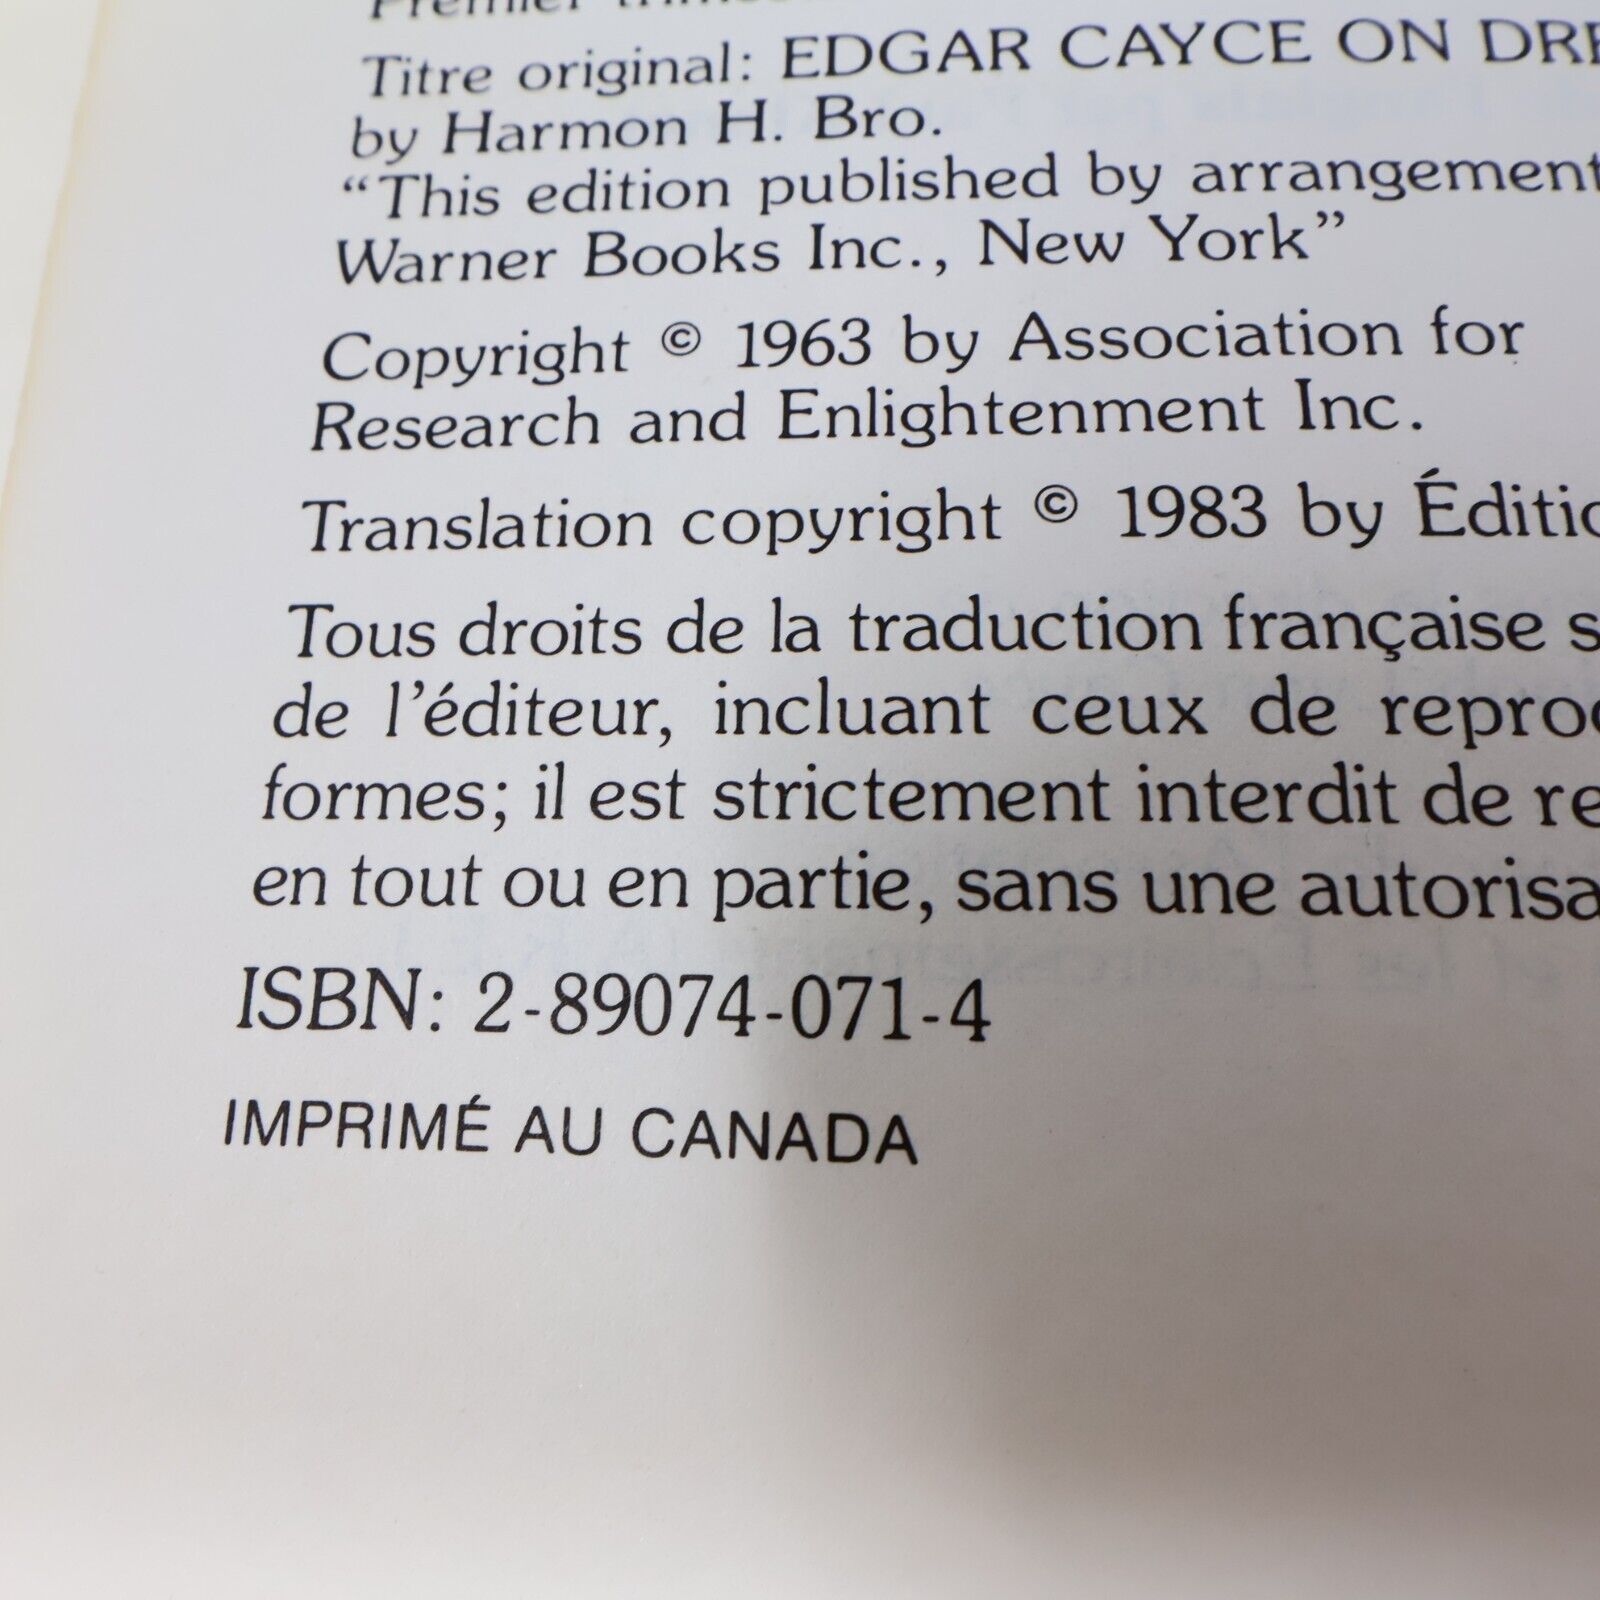 Premier
Titre original: EDGAR CAYCE ON
by Harmon H. Bro.
“This edition published by arrangement
Warner Books Inc., New York”
Copyright © 1963 by Association for
Research and Enlightenment Inc.
Translation copyright © 1983 by Éditio
Tous droits de la traduction française s
de l'éditeur, incluant ceux de reproc
formes; il est strictement interdit de re
en tout ou en partie, sans une autorisa
ISBN: 2-89074-071-4
IMPRIMÉ AU CANADA